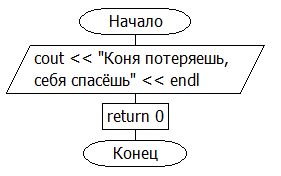 Начало
cout << "Коня потеряешь,
себя спасёшь" << endl
return 0
Конец